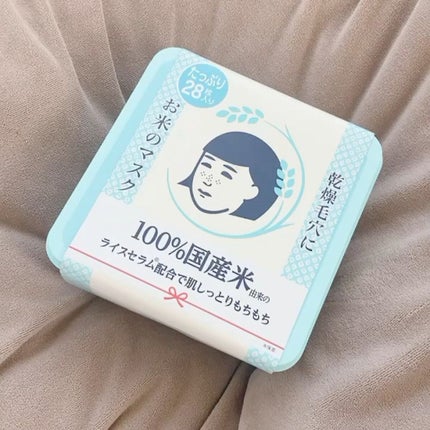 たっぷり
28枚
入り
お米のマスク
乾燥毛穴に
100%国産米由来の
ライスセラム®配合で肌しっとりもちもち